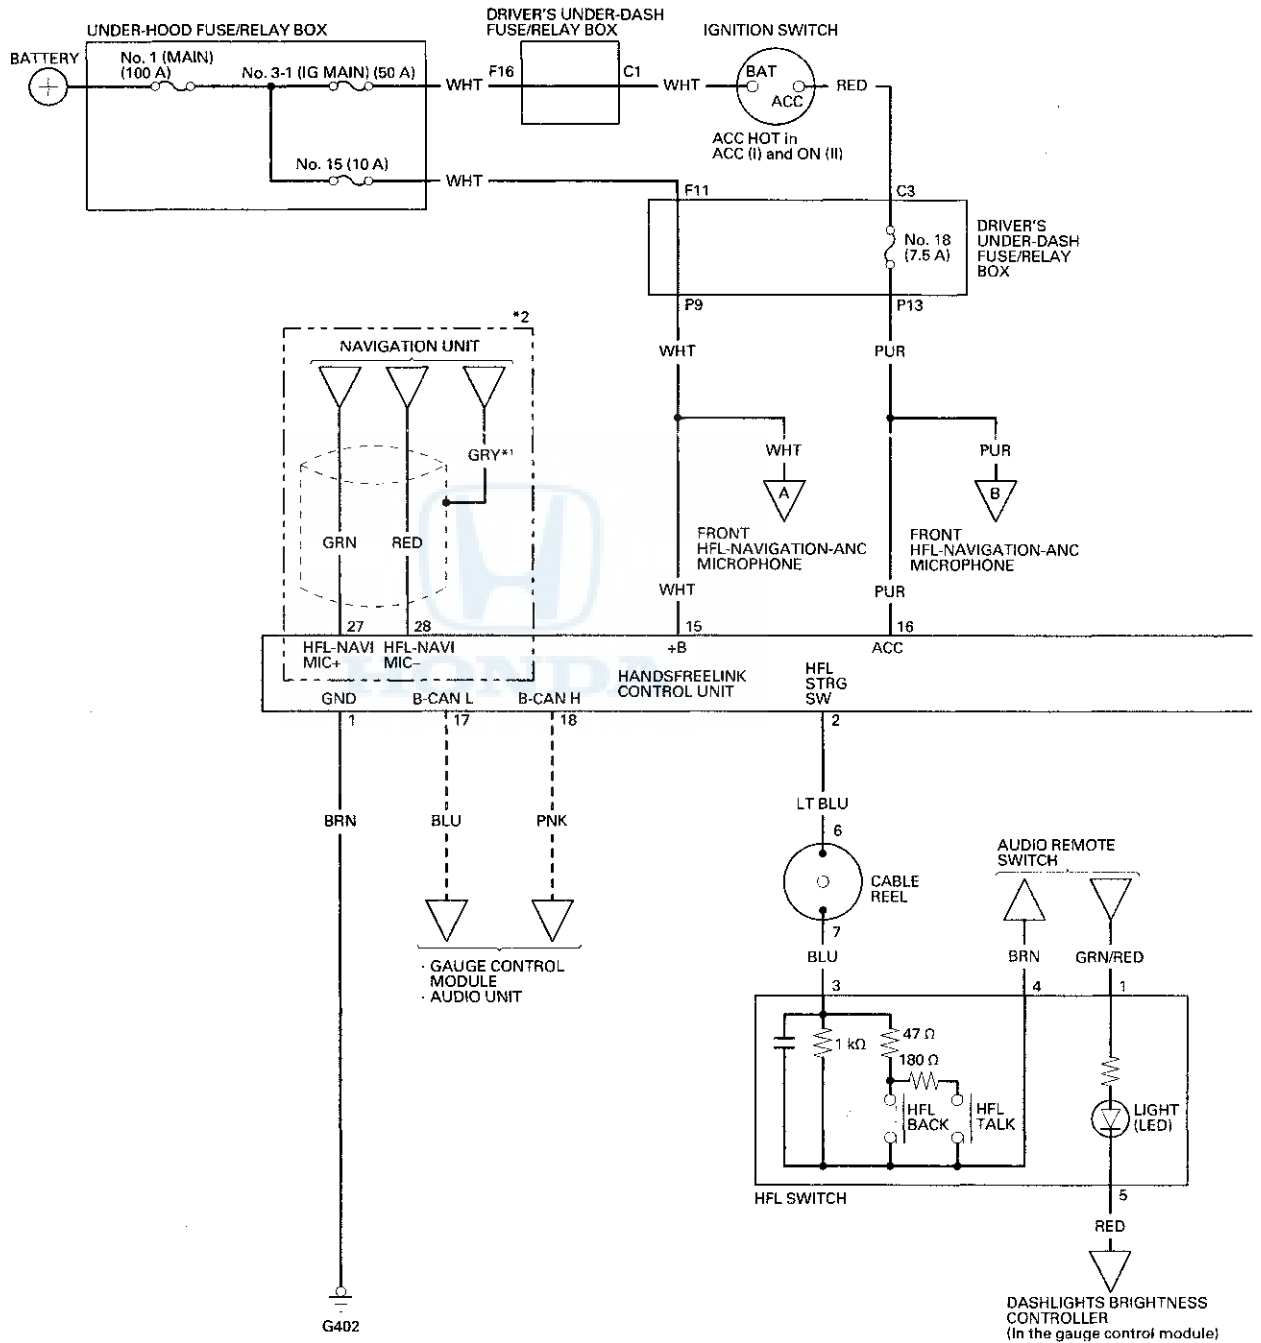 DRIVER'S UNDER-DASH
FUSE/RELAY BOX
UNDER-HOOD FUSE/RELAY BOX
IGNITION SWITCH
BATTERY
No. 1 (MAIN)
(100 A)
No. 3-1 (IG MAIN) (50 A)
WHT
F16
C1
WHT
BAT
ACC
RED
ACC HOT in
ACC (I) and ON (II)
No. 15 (10 A)
WHT
F11
C3
No. 18
(7.5 A)
DRIVER'S
UNDER-DASH
FUSE/RELAY
BOX
P9
P13
*2
NAVIGATION UNIT
WHT
PUR
GRY*1
WHT
PUR
A
B
GRN
RED
FRONT
HFL-NAVIGATION-ANC
MICROPHONE
FRONT
HFL-NAVIGATION-ANC
MICROPHONE
WHT
PUR
27
28
15
16
HFL-NAVI
MIC+
HFL-NAVI
MIC–
+B
ACC
HONDA
HANDSFREELINK
CONTROL UNIT
HFL
STRG
SW
GND
B-CAN L
B-CAN H
1
17
18
2
LT BLU
BRN
BLU
PNK
6
AUDIO REMOTE
SWITCH
CABLE
REEL
7
BLU
BRN
GRN/RED
· GAUGE CONTROL
MODULE
· AUDIO UNIT
3
4
1
1 kΩ
47 Ω
180 Ω
HFL
BACK
HFL
TALK
LIGHT
(LED)
HFL SWITCH
5
RED
G402
DASHLIGHTS BRIGHTNESS
CONTROLLER
(In the gauge control module)